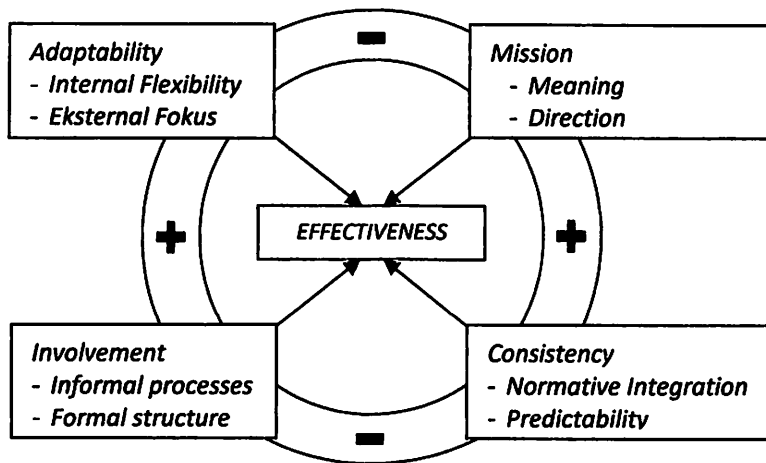 Adaptability
- Internal Flexibility
- Eksternal Fokus
Mission
- Meaning
- Direction
EFFECTIVENESS
Involvement
- Informal processes
- Formal structure
Consistency
- Normative Integration
- Predictability